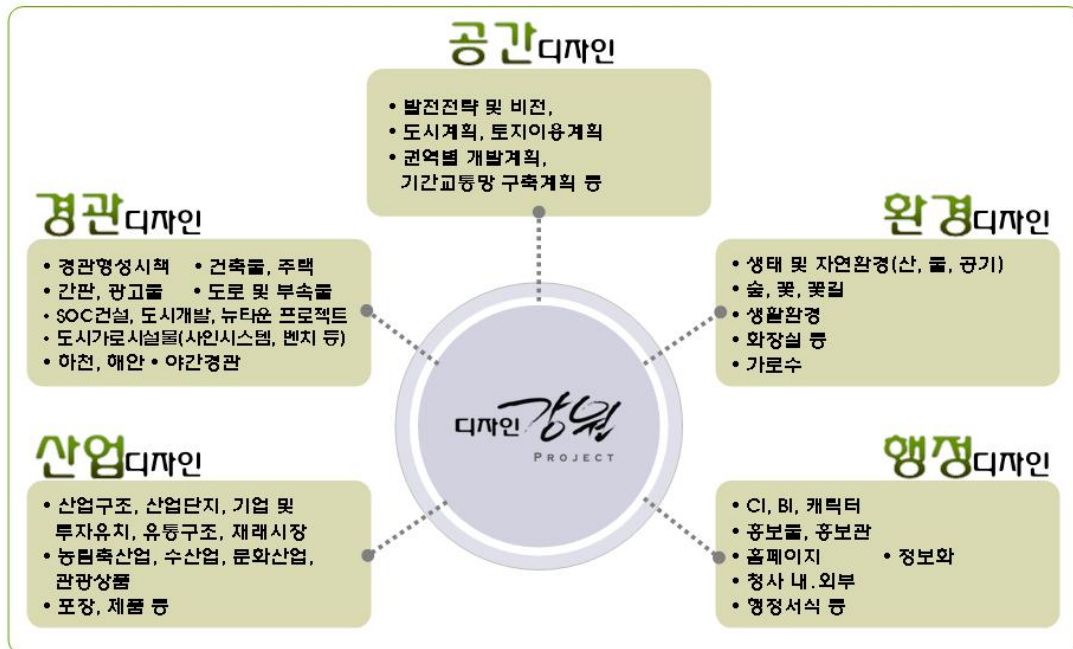 공간디자인
• 발전전략 및 비전,
• 도시계획, 토지이용계획
• 권역별 개발계획,
기간교통망 구축계획 등
경관디자인
• 경관형성시책 • 건축물, 주택
• 간판, 광고물 • 도로 및 부속물
• SOC건설, 도시개발, 뉴타운 프로젝트
• 도시가로시설물(사인시스템, 벤치 등)
• 하천, 해안 • 야간경관
환경디자인
• 생태 및 자연환경(산, 물, 공기)
• 숲, 꽃, 꽃길
• 생활환경
• 화장실 등
• 가로수
디자인 강원
PROJECT
산업디자인
• 산업구조, 산업단지, 기업 및
투자유치, 유통구조, 재래시장
• 농림축산업, 수산업, 문화산업,
관광상품
• 포장, 제품 등
행정디자인
• CI, BI, 캐릭터
• 홍보물, 홍보관
• 홈페이지 • 정보화
• 청사 내.외부
• 행정서식 등